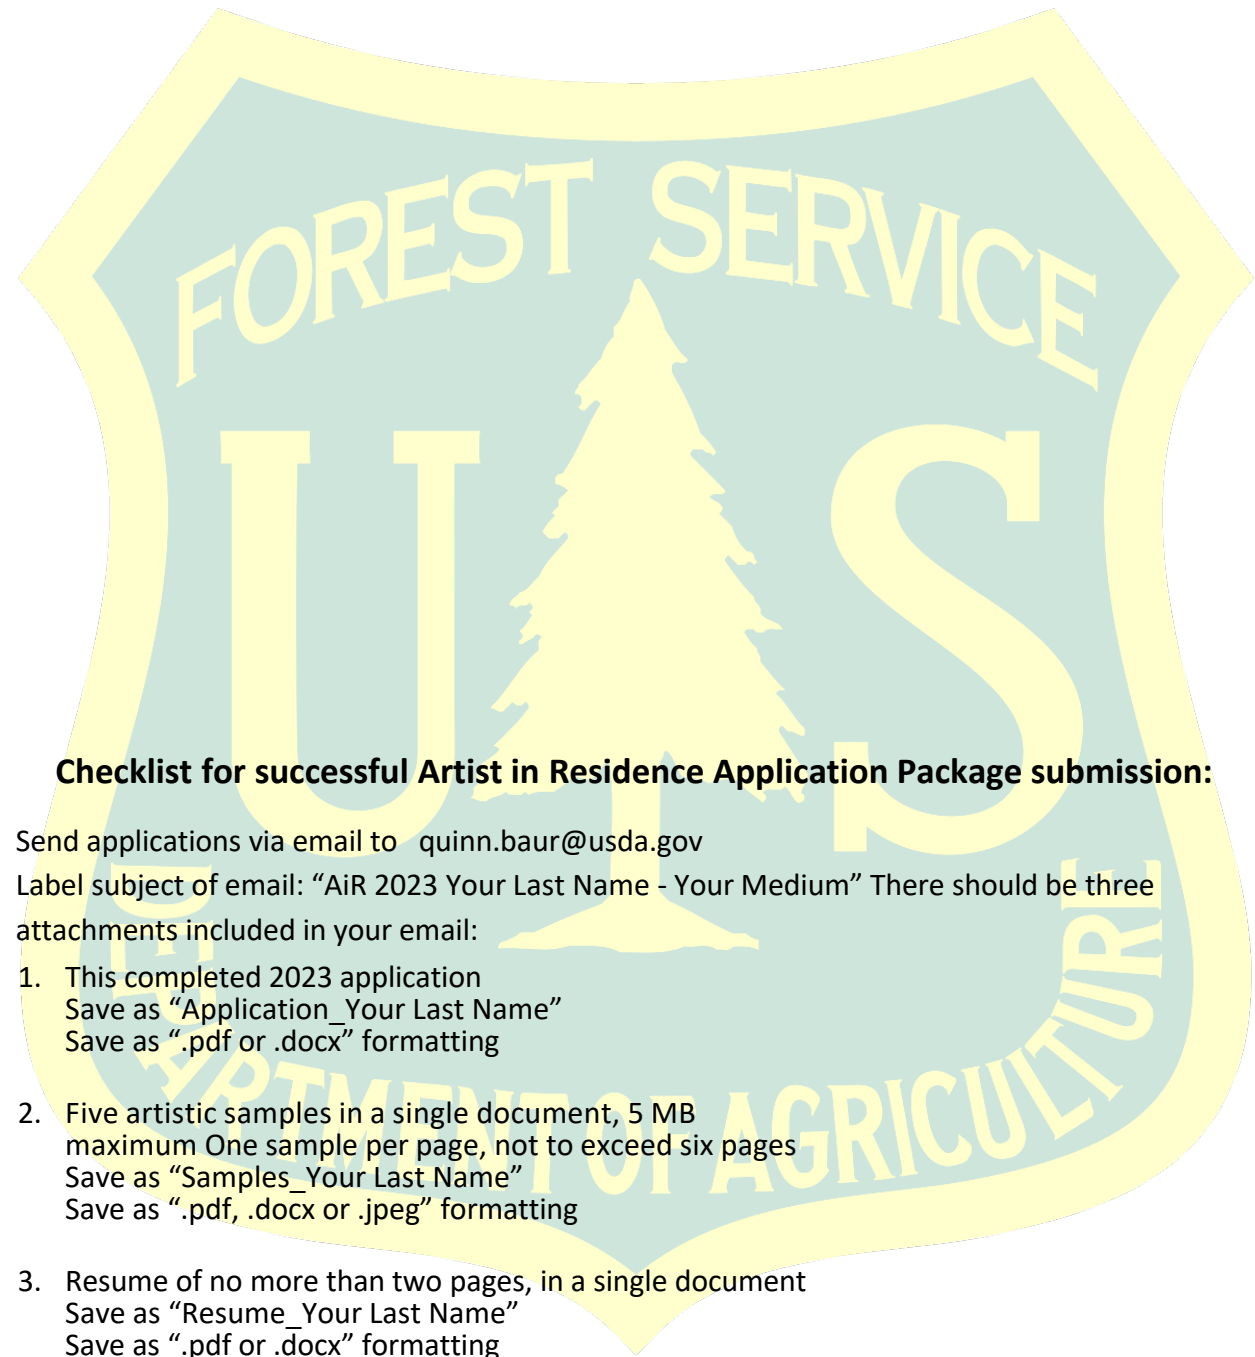 FOREST SERVICE
U S
Checklist for successful Artist in Residence Application Package submission:
Send applications via email to quinn.baur@usda.gov
Label subject of email: “AiR 2023 Your Last Name - Your Medium” There should be three
attachments included in your email:
1. This completed 2023 application
Save as “Application_Your Last Name”
Save as “.pdf or .docx” formatting
2. Five artistic samples in a single document, 5 MB
maximum One sample per page, not to exceed six pages
Save as “Samples_Your Last Name”
Save as “.pdf, .docx or .jpeg” formatting
3. Resume of no more than two pages, in a single document
Save as “Resume_Your Last Name”
Save as “.pdf or .docx” formatting
DEPARTMENT OF AGRICULTURE